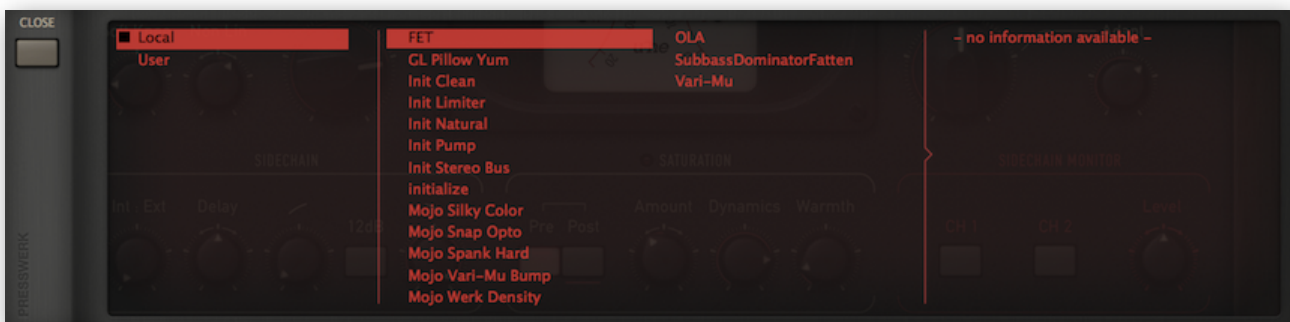 CLOSE
Local
User
FET
GL Pillow Yum
Init Clean
Init Limiter
Init Natural
Init Pump
Init Stereo Bus
initialize
Mojo Silky Color
Mojo Snap Opto
Mojo Spank Hard
Mojo Vari-Mu Bump
Mojo Werk Density
OLA
SubbassDominatorFatten
Vari-Mu
- no information available -
SIDECHAIN
SATURATION
SIDECHAIN MONITOR
Int Ext Delay
12dB
Pre Post
Amount Dynamics Warmth
CH 1 CH 2
Level
PRESSWERK